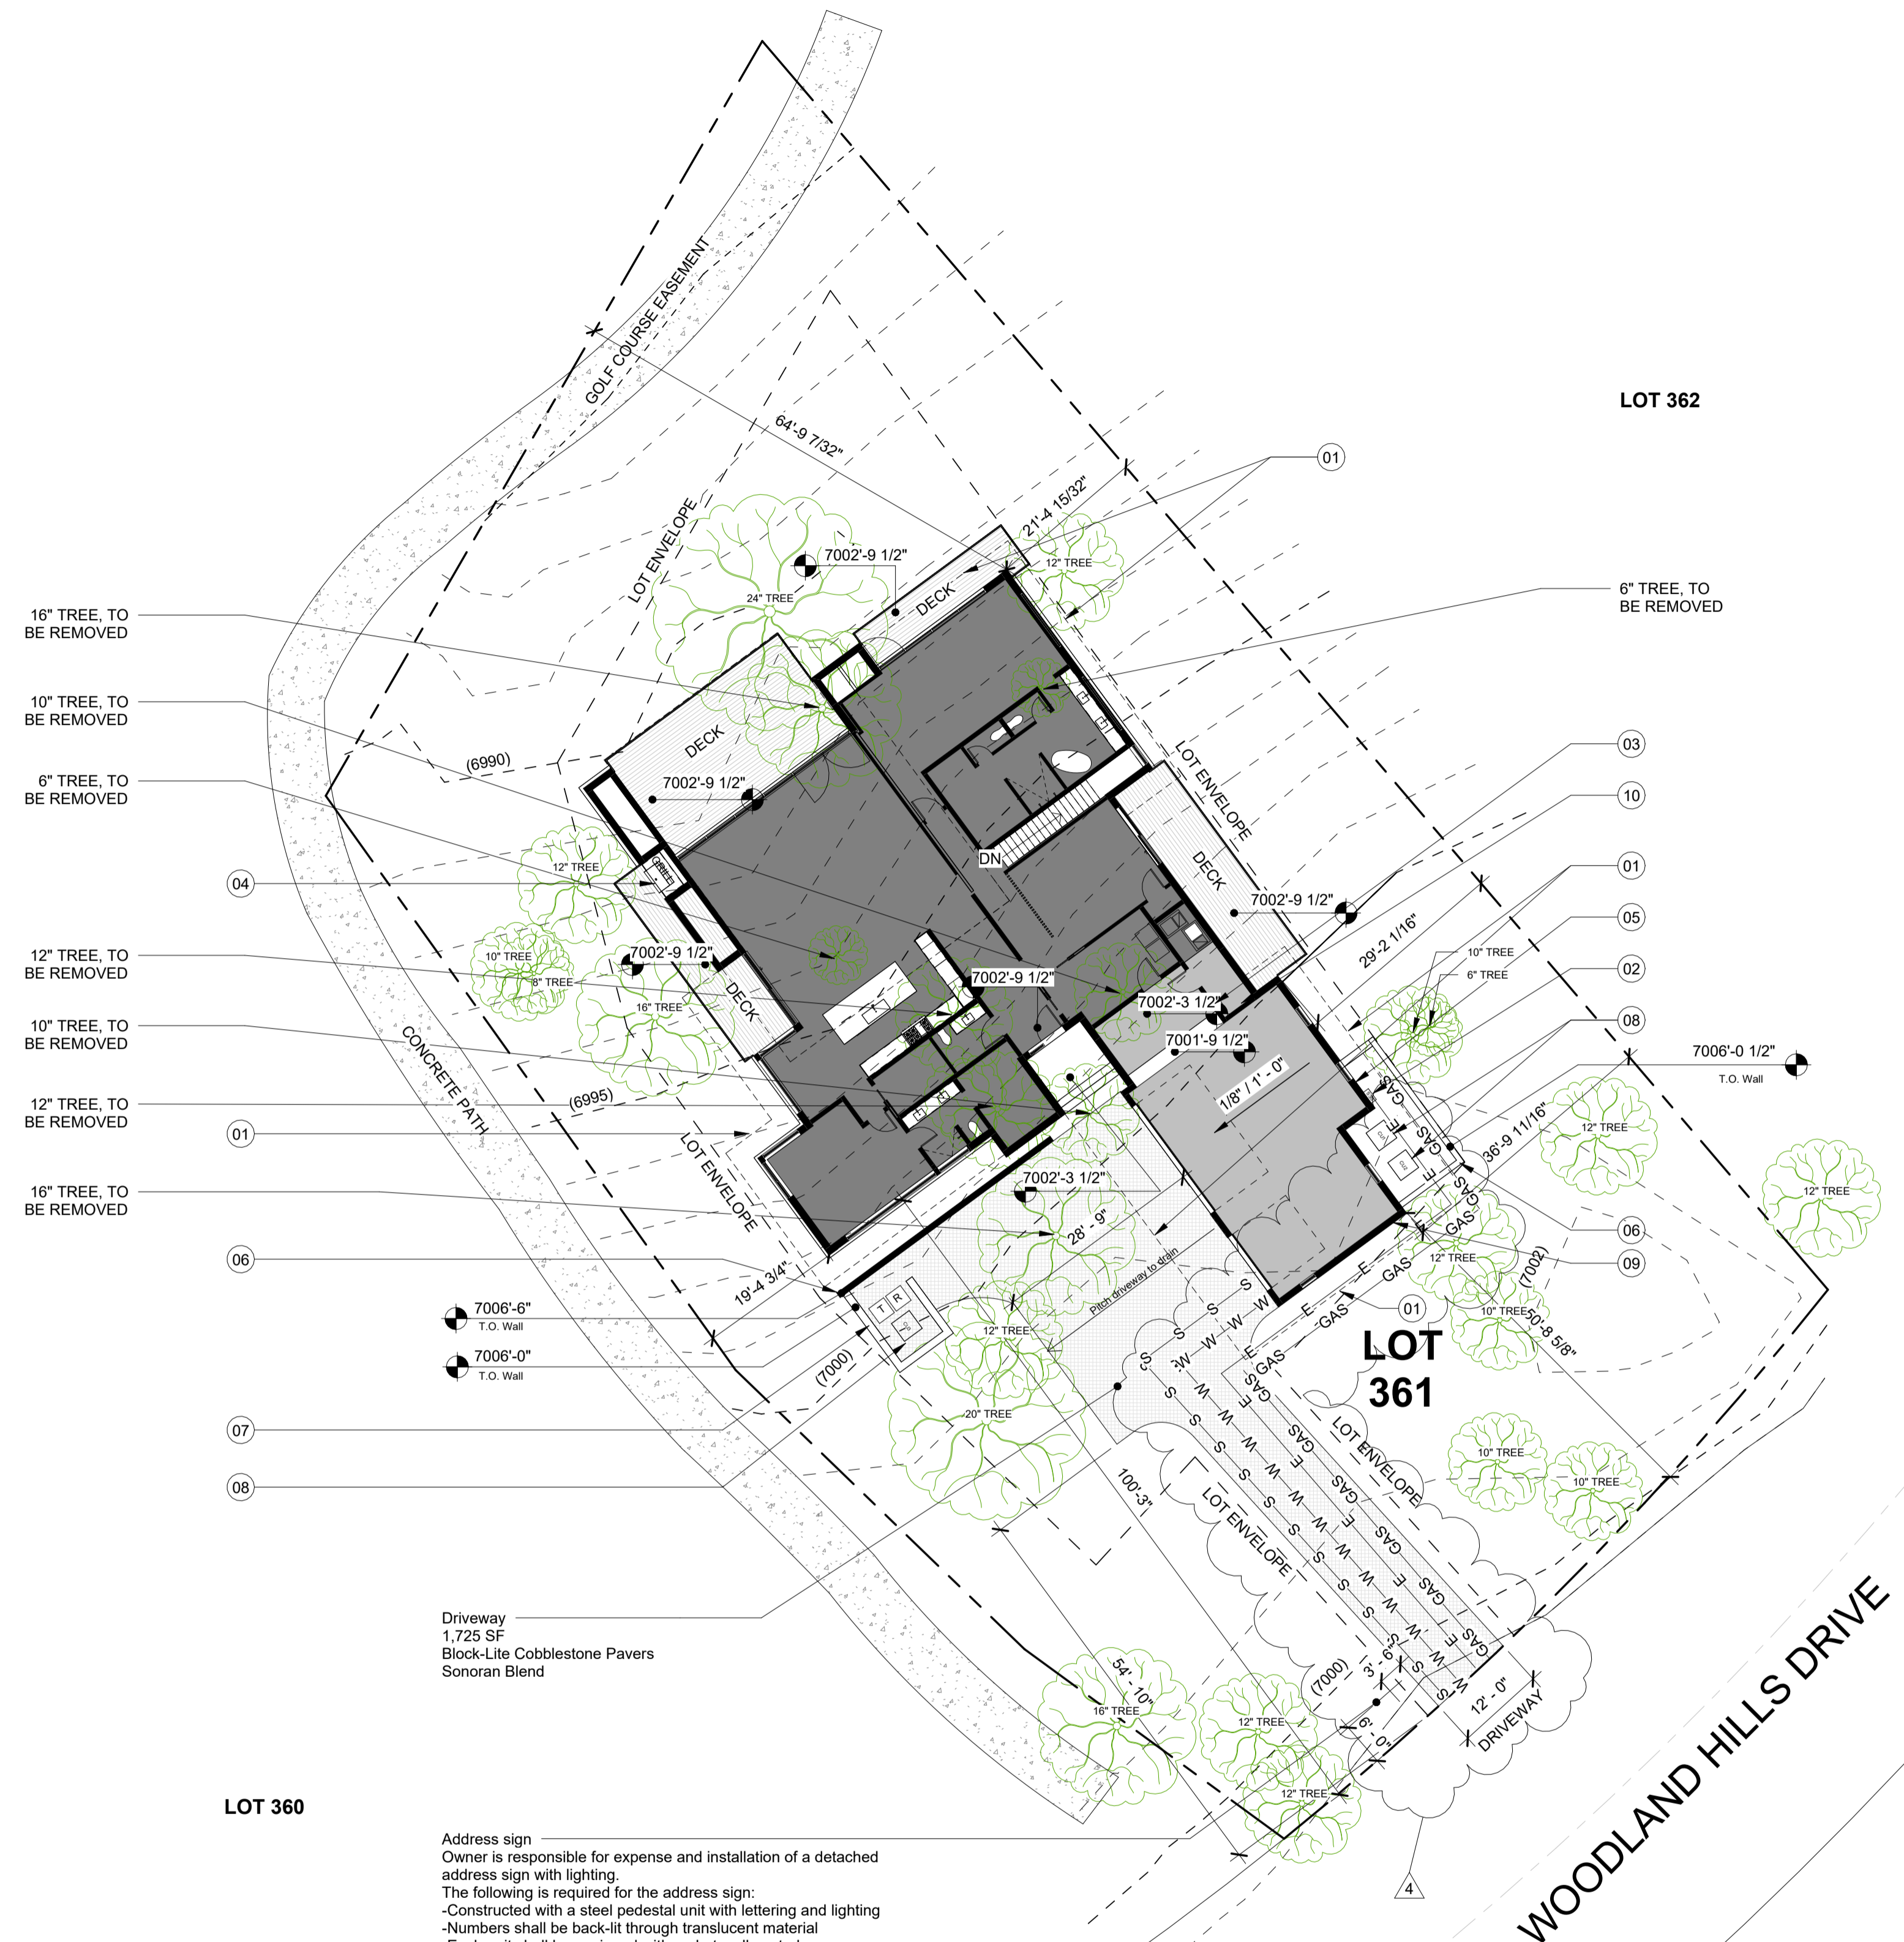 LOT 362
GOLF COURSE EASEMENT
64'-9 7/32"
01
21'-4 15/32"
LOT ENVELOPE
7002'-9 1/2"
12" TREE
DECK
24" TREE
16" TREE, TO
BE REMOVED
6" TREE, TO
BE REMOVED
10" TREE, TO
BE REMOVED
DECK
(6990)
LOT ENVELOPE
03
6" TREE, TO
BE REMOVED
7002'-9 1/2"
10
DN
12" TREE
GRILL
04
DECK
01
7002'-9 1/2"
05
29'-2 1/16"
12" TREE, TO
BE REMOVED
10" TREE
7002'-9 1/2"
10" TREE
6" TREE
02
8" TREE
7002'-9 1/2"
DECK
16" TREE
7002'-3 1/2"
08
10" TREE, TO
BE REMOVED
CONCRETE PATH
7001'-9 1/2"
7006'-0 1/2"
T.O. Wall
1/8" / 1' - 0"
(6995)
12" TREE, TO
BE REMOVED
GAS
E
GAS
36'-9 11/16"
12" TREE
01
LOT ENVELOPE
E
GAS
16" TREE, TO
BE REMOVED
7002'-3 1/2"
12" TREE
28' - 9"
GAS
06
12" TREE
(7002)
09
06
19'-4 3/4"
Pitch driveway to drain
E
GAS
T
R
S
W
E
GAS
01
7006'-6"
T.O. Wall
10" TREE
50'-8 5/8"
12" TREE
LOT
361
7006'-0"
T.O. Wall
(7000)
S
W
E
GAS
20" TREE
07
LOT ENVELOPE
10" TREE
10" TREE
08
100'-3"
LOT ENVELOPE
S
W
E
GAS
Driveway
1,725 SF
Block-Lite Cobblestone Pavers
Sonoran Blend
54' - 10"
16" TREE
12" TREE
(7000)
3' - 6"
12' - 0"
DRIVEWAY
6' - 0"
12" TREE
WOODLAND HILLS DRIVE
LOT 360
4
Address sign
Owner is responsible for expense and installation of a detached
address sign with lighting.
The following is required for the address sign:
-Constructed with a steel pedestal unit with lettering and lighting
-Numbers shall be back-lit through translucent material